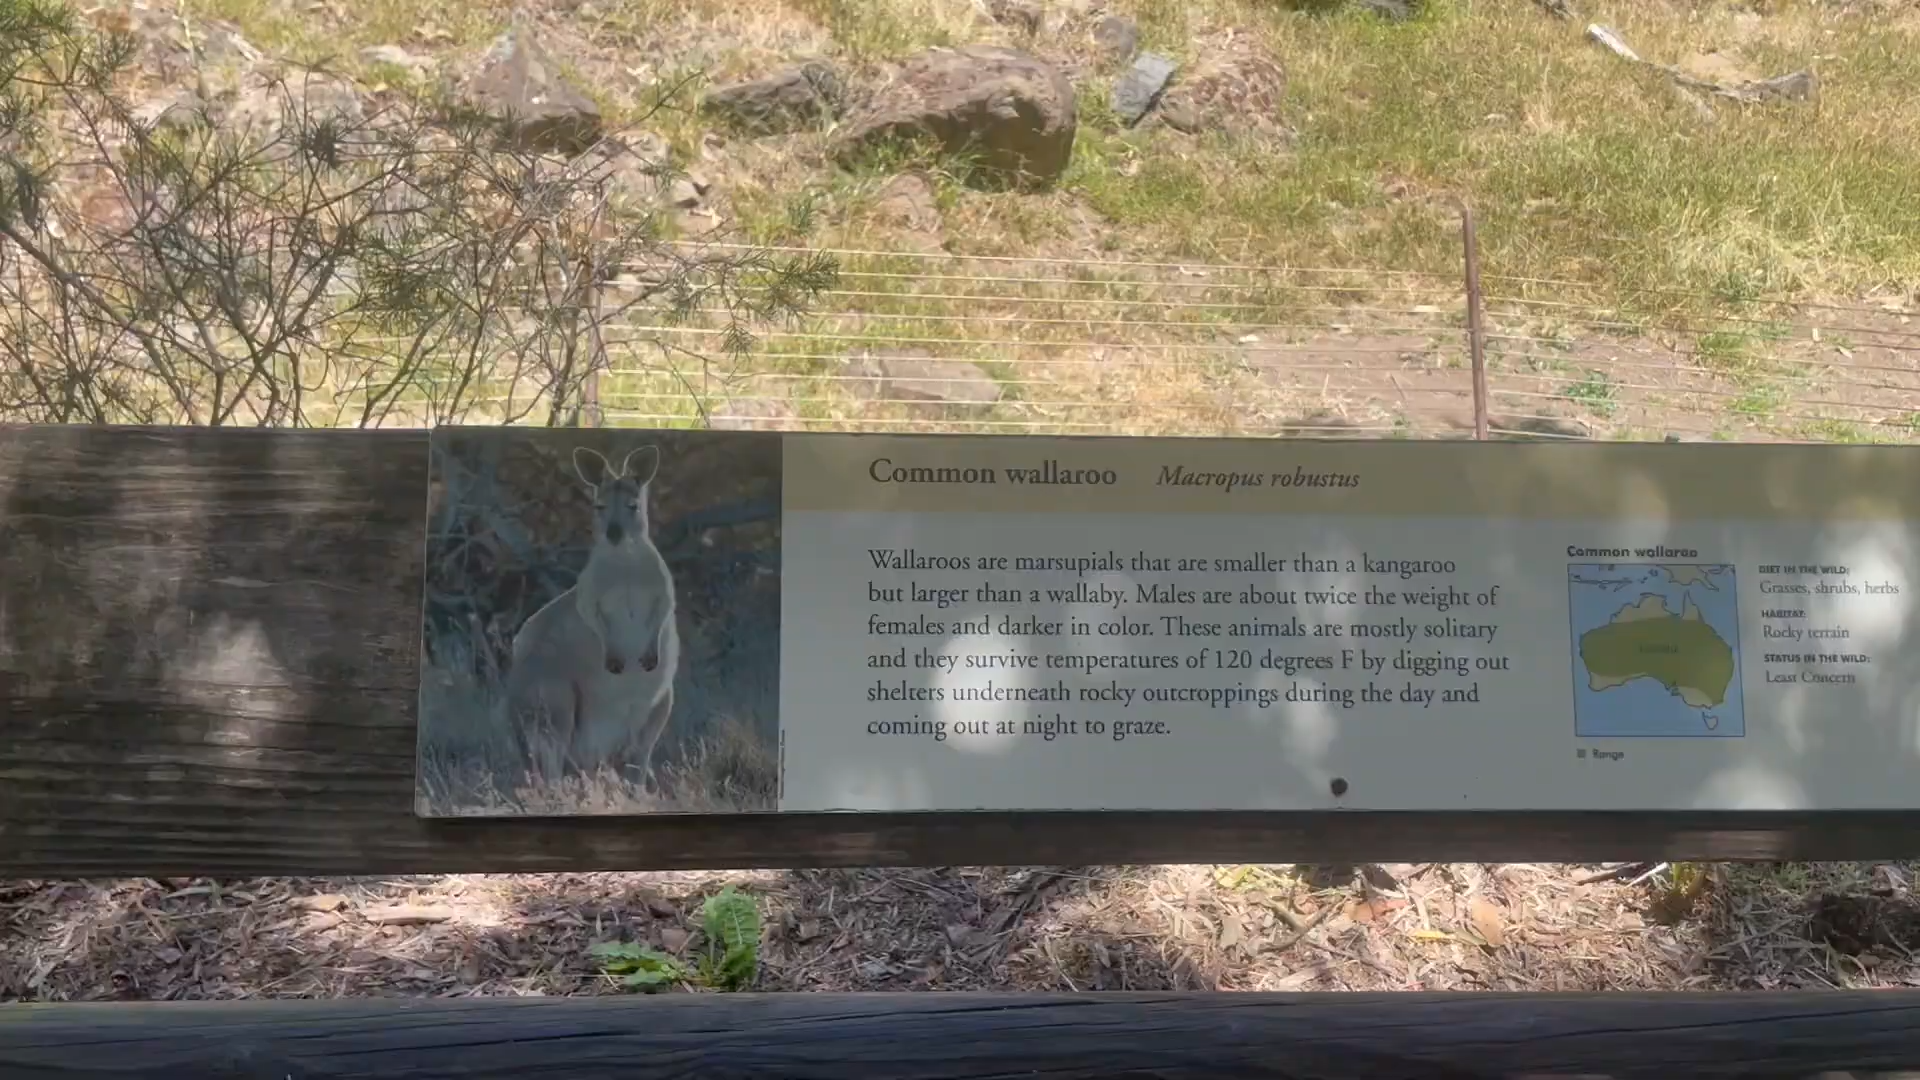 Common wallaroo Macropus robustus
Wallaroos are marsupials that are smaller than a kangaroo
but larger than a wallaby. Males are about twice the weight of
females and darker in color. These animals are mostly solitary
and they survive temperatures of 120 degrees F by digging out
shelters underneath rocky outcroppings during the day and
coming out at night to graze.
Common wallaroo
Range
DIET IN THE WILD:
Grasses, shrubs, herbs
HABITAT:
Rocky terrain
STATUS IN THE WILD:
Least Concern